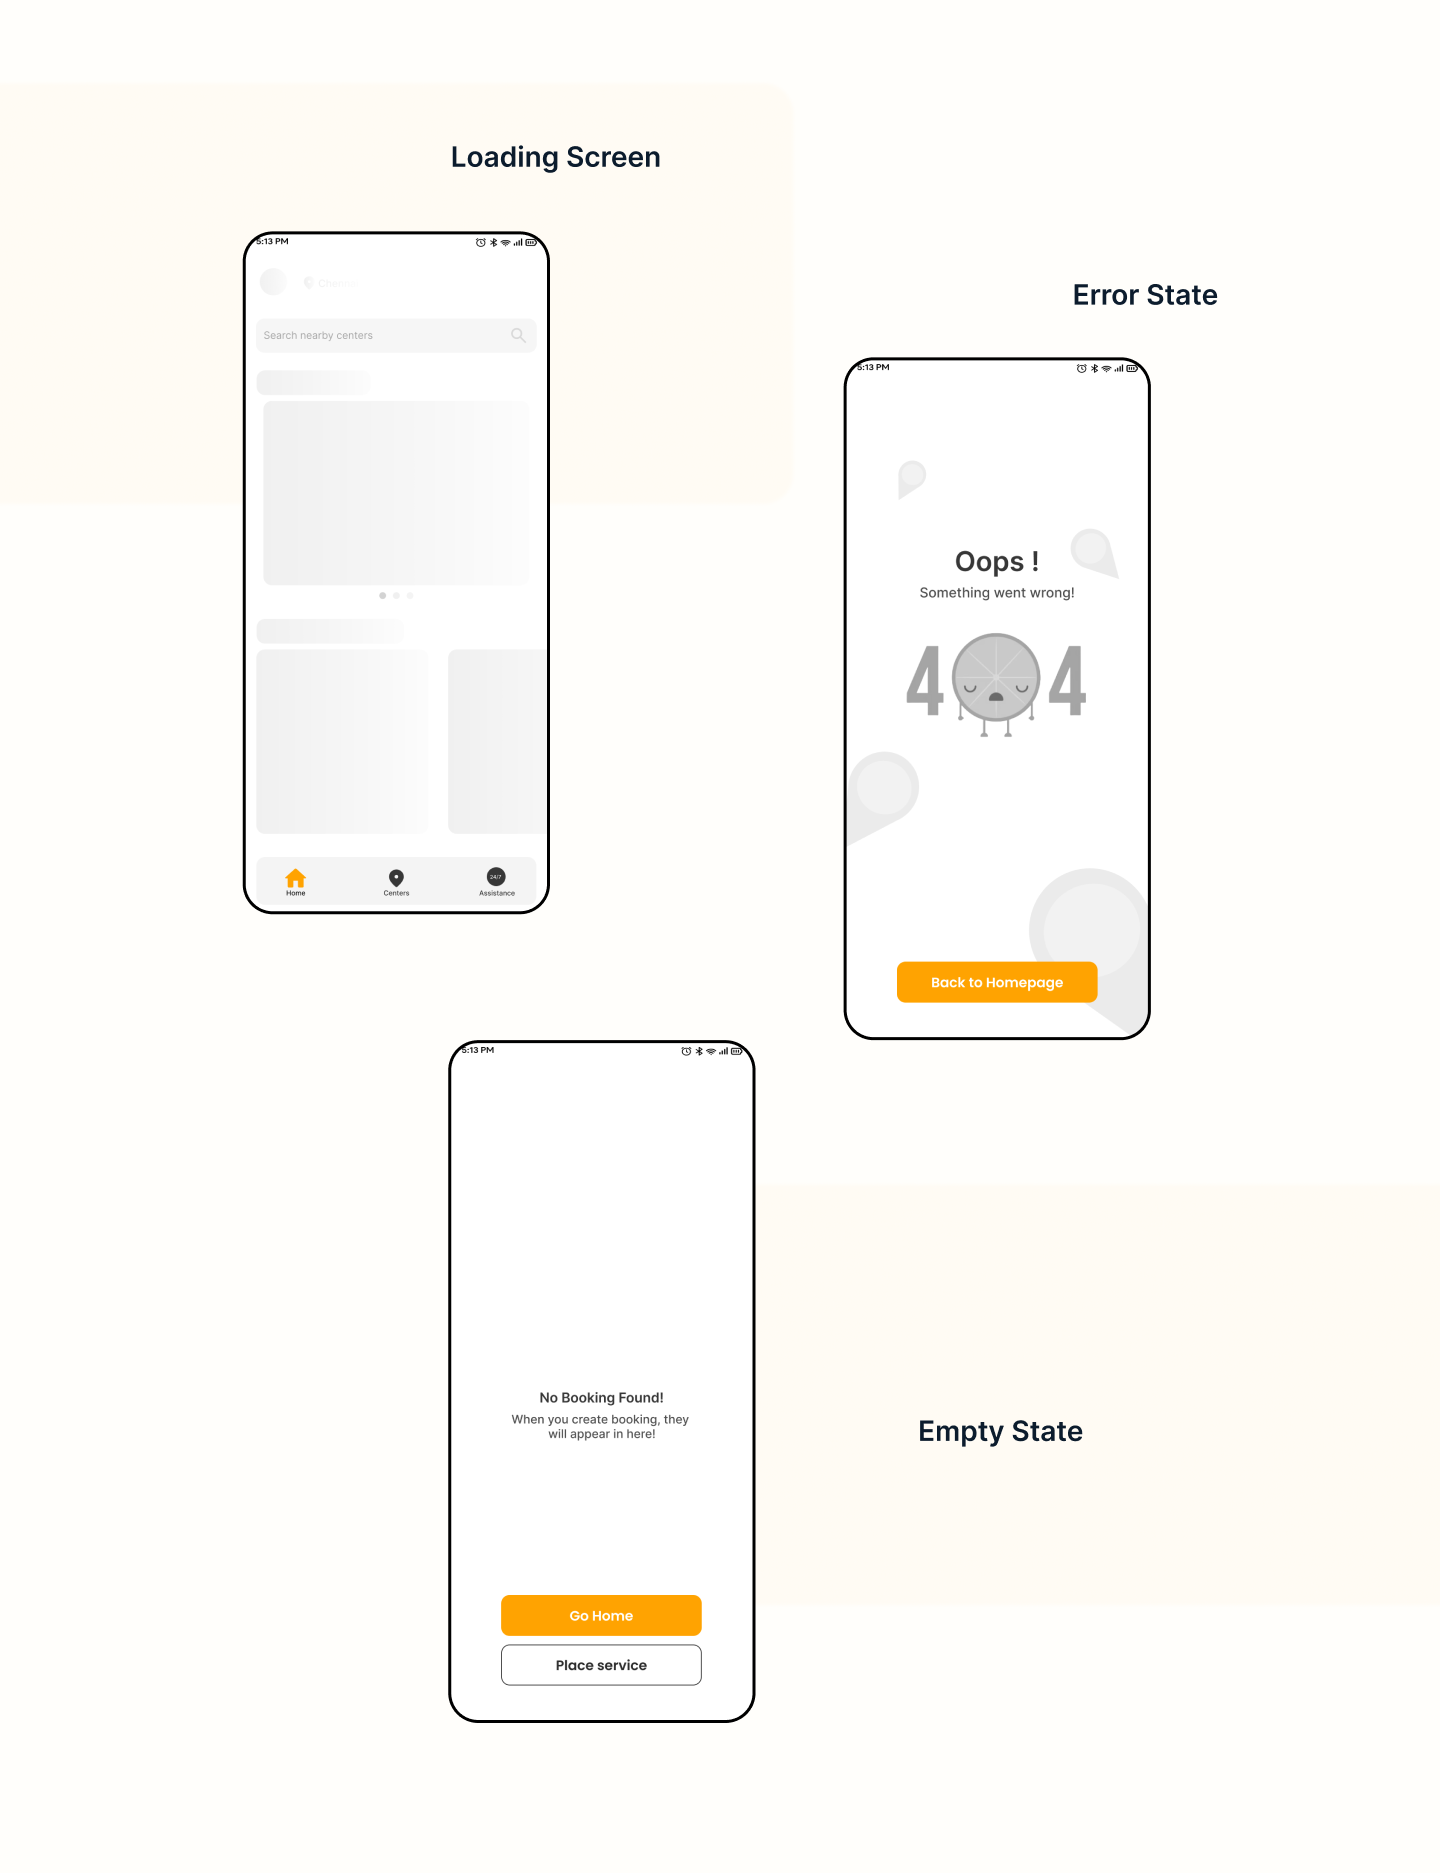 Loading Screen
5:13 PM
Search nearby centers
Home
Centers
24/7
Assistance
Error State
5:13 PM
Oops !
Something went wrong!
4 4
Back to Homepage
5:13 PM
No Booking Found!
When you create booking, they
will appear in here!
Empty State
Go Home
Place service